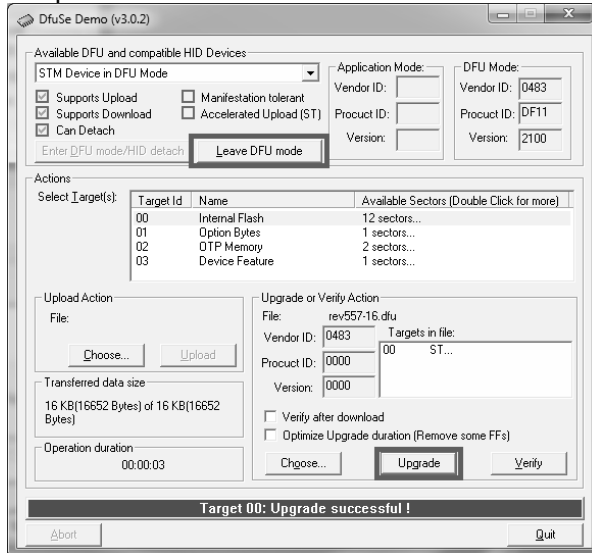 DfuSe Demo (v3.0.2)
Available DFU and compatible HID Devices
STM Device in DFU Mode
Supports Upload
Manifestation tolerant
Supports Download
Accelerated Upload (ST)
Can Detach
Enter DFU mode/HID detach
Leave DFU mode
Application Mode:
Vendor ID:
Procuct ID:
Version:
DFU Mode:
Vendor ID: 0483
Procuct ID: DF11
Version: 2100
Actions
Select Target(s):
Target Id Name Available Sectors (Double Click for more)
00 Internal Flash 12 sectors...
01 Option Bytes 1 sectors...
02 OTP Memory 2 sectors...
03 Device Feature 1 sectors...
Upload Action
File:
Choose... Upload
Transferred data size
16 KB(16652 Bytes) of 16 KB(16652
Bytes)
Operation duration
00:00:03
Upgrade or Verify Action
File: rev557-16.dfu
Vendor ID: 0483
Procuct ID: 0000
Version: 0000
Targets in file:
00 ST...
Verify after download
Optimize Upgrade duration (Remove some FFs)
Choose... Upgrade Verify
Target 00: Upgrade successful !
Abort Quit